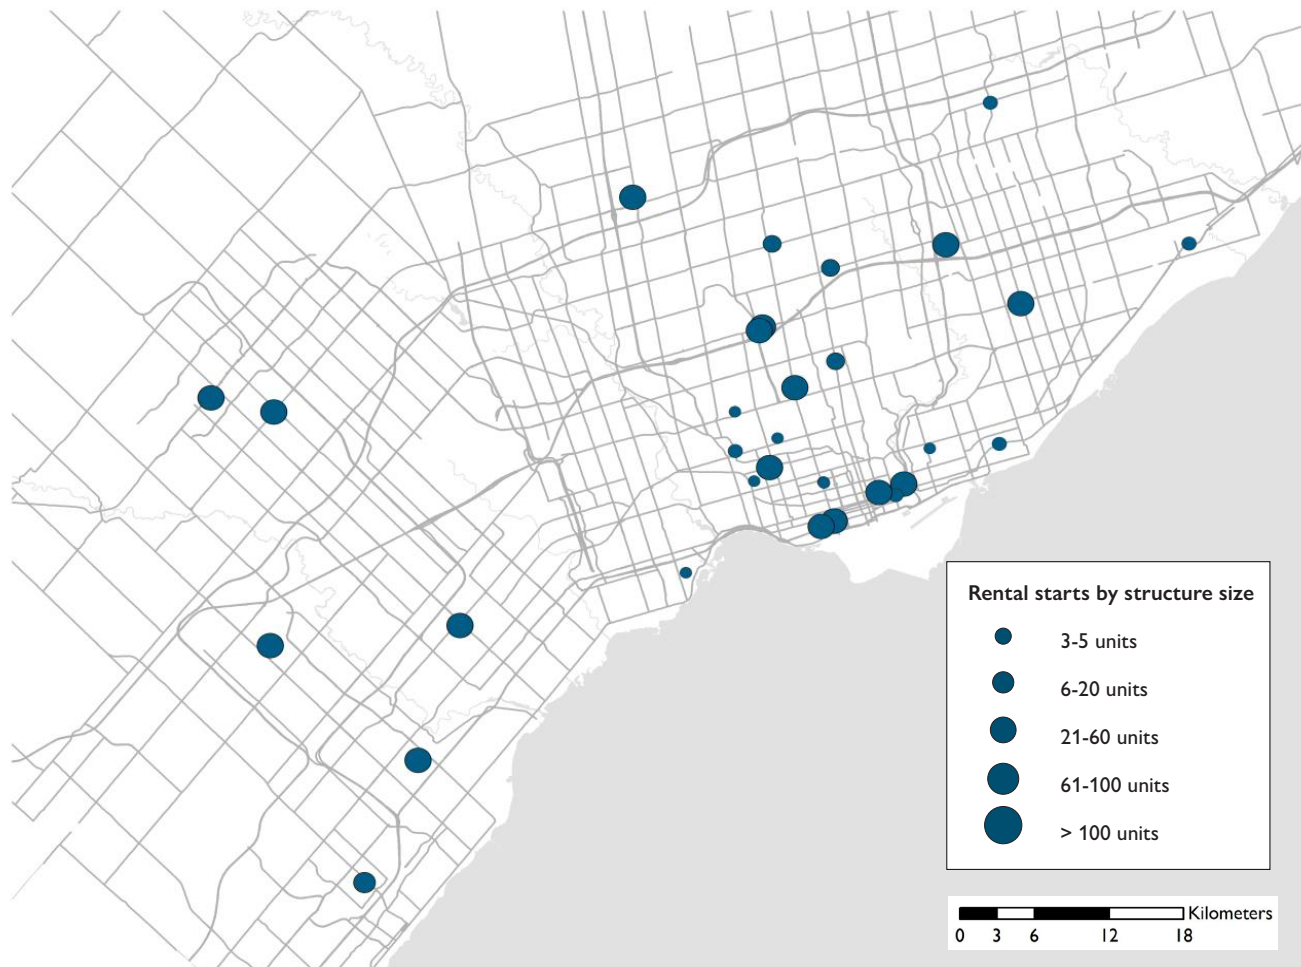 Rental starts by structure size
3-5 units
6-20 units
21-60 units
61-100 units
> 100 units
Kilometers
0 3 6 12 18